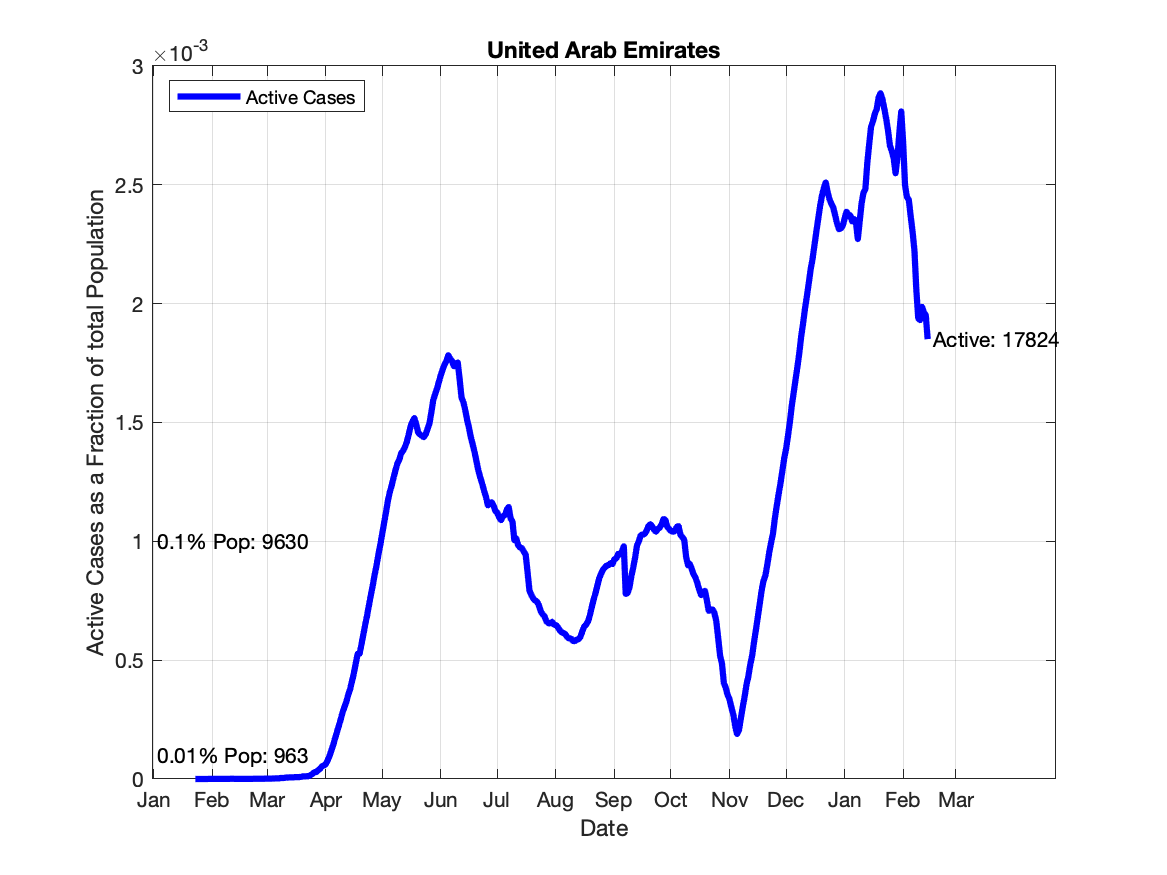 United Arab Emirates
×10-3
3
2.5
2
1.5
1
0.5
0
Active Cases
Active: 17824
0.1% Pop: 9630
0.01% Pop: 963
Active Cases as a Fraction of total Population
Jan Feb Mar Apr May Jun Jul Aug Sep Oct Nov Dec Jan Feb Mar
Date